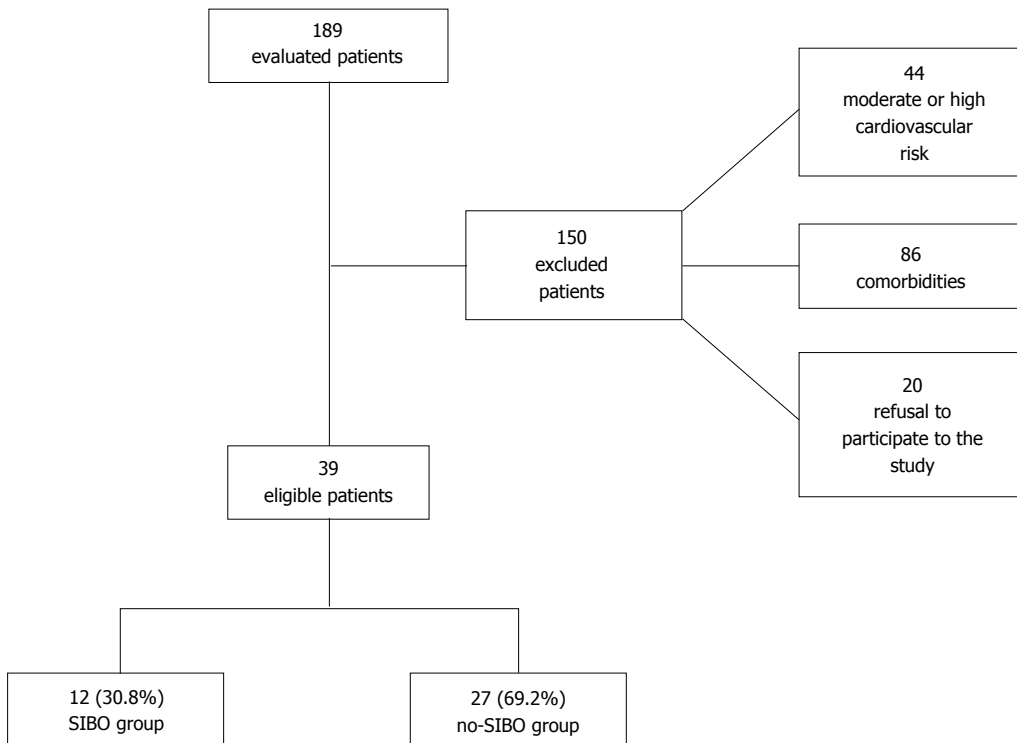 189
evaluated patients
44
moderate or high
cardiovascular
risk
150
excluded
patients
86
comorbidities
20
refusal to
participate to the
study
39
eligible patients
12 (30.8%)
SIBO group
27 (69.2%)
no-SIBO group